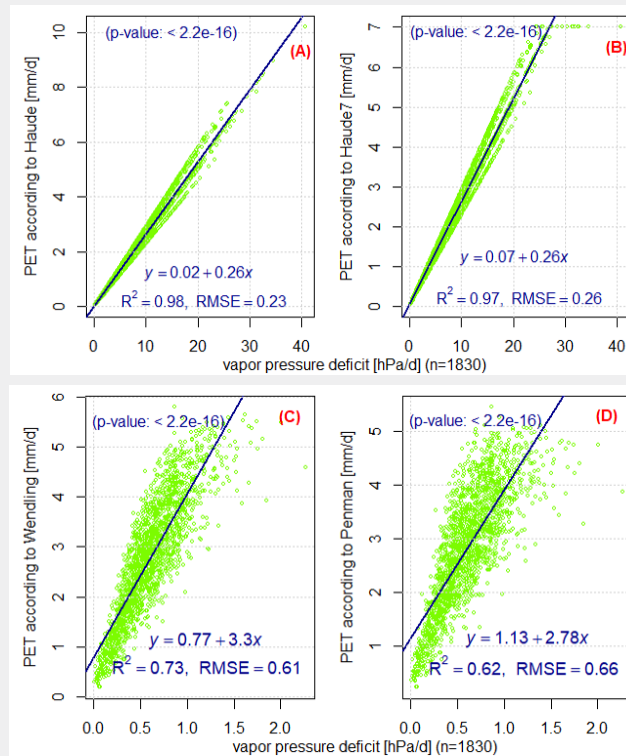 (p-value: < 2.2e-16)
(A)
PET according to Haude [mm/d]
10
8
6
4
2
0
y = 0.02 + 0.26x
R² = 0.98, RMSE = 0.23
0 10 20 30 40
(p-value: < 2.2e-16)
(B)
PET according to Haude7 [mm/d]
7
6
5
4
3
2
1
0
y = 0.07 + 0.26x
R² = 0.97, RMSE = 0.26
0 10 20 30 40
vapor pressure deficit [hPa/d] (n=1830)
(p-value: < 2.2e-16)
(C)
PET according to Wendling [mm/d]
6
5
4
3
2
1
0
y = 0.77 + 3.3x
R² = 0.73, RMSE = 0.61
0.0 0.5 1.0 1.5 2.0
(p-value: < 2.2e-16)
(D)
PET according to Penman [mm/d]
5
4
3
2
1
y = 1.13 + 2.78x
R² = 0.62, RMSE = 0.66
0.0 0.5 1.0 1.5 2.0
vapor pressure deficit [hPa/d] (n=1830)